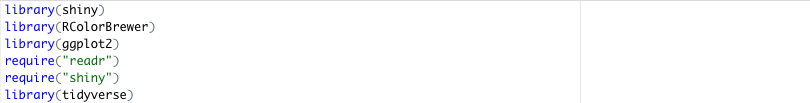 library(shiny)
library(RColorBrewer)
library(ggplot2)
require("readr")
require("shiny")
library(tidyverse)